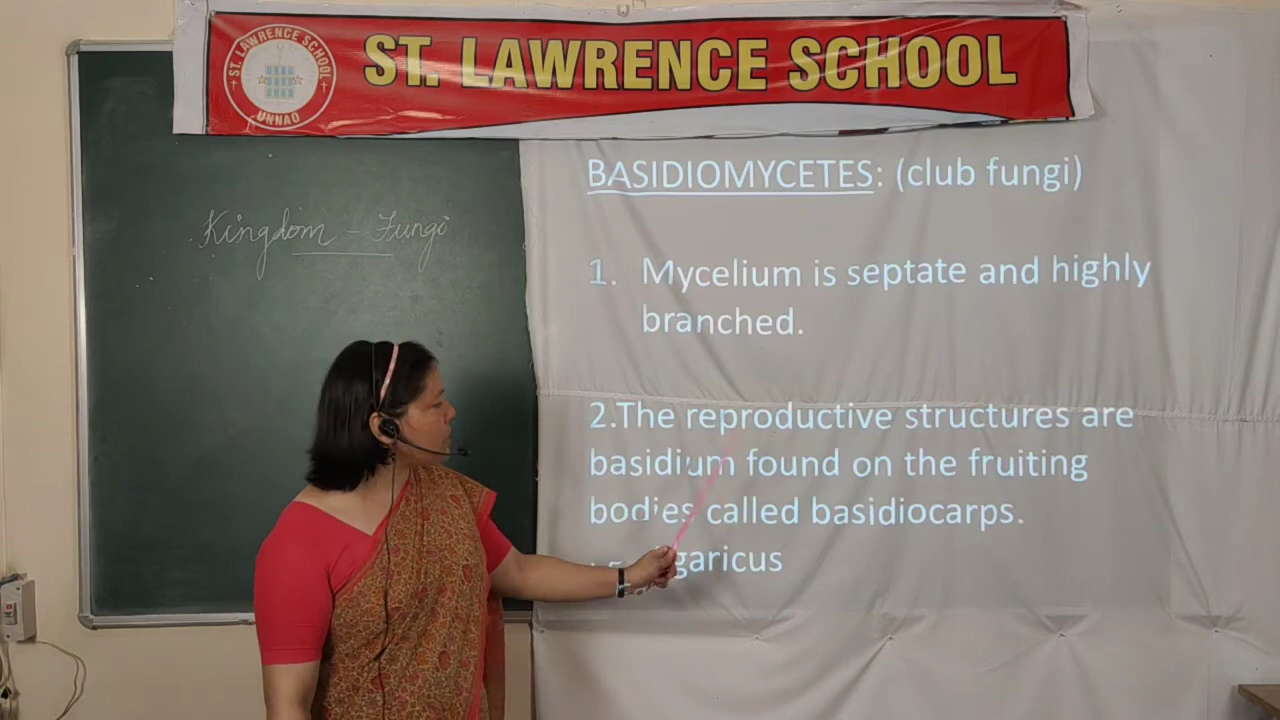 ST. LAWRENCE SCHOOL
UNNAO
ST. LAWRENCE SCHOOL
Kingdom - Fungi
BASIDIOMYCETES: (club fungi)
1. Mycelium is septate and highly
branched.
2.The reproductive structures are
basidium found on the fruiting
bodies called basidiocarps.
garicus